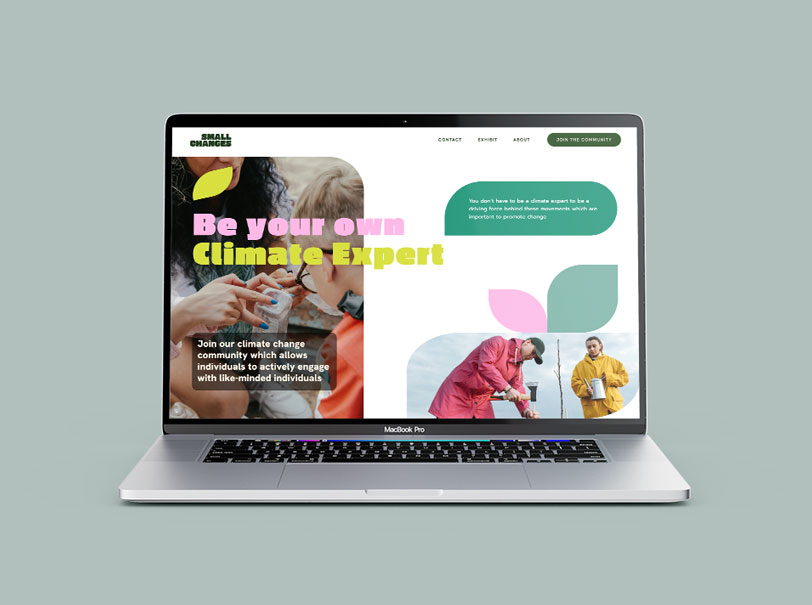 SMALL
CHANGES
CONTACT
EXHIBIT
ABOUT
JOIN THE COMMUNITY
Be your own
Climate Expert
You don't have to be a climate expert to be a
driving force behind these movements which are
important to promote change
Join our climate change
community which allows
individuals to actively engage
with like-minded individuals
MacBook Pro